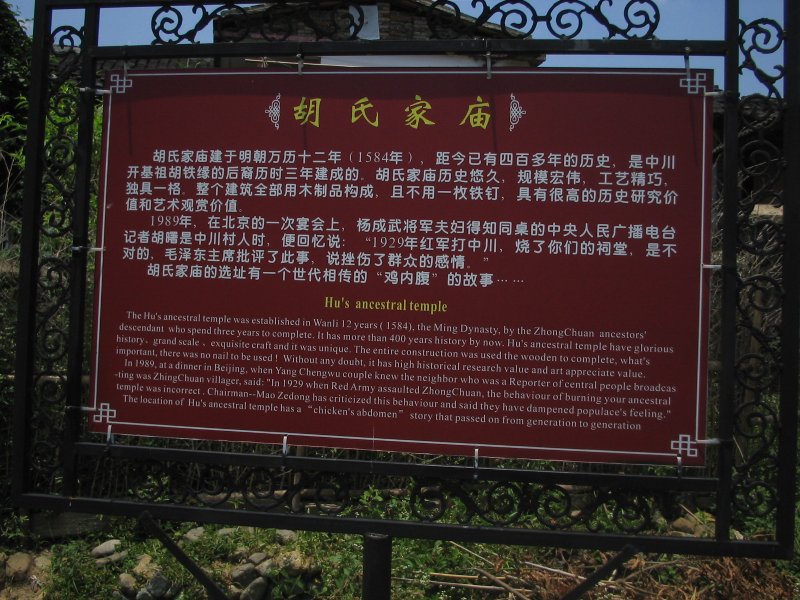 胡氏家庙
胡氏家庙建于明朝万历十二年（1584年），距今已有四百多年的历史，是中川
开基祖胡铁缘的后裔历时三年建成的。胡氏家庙历史悠久，规模宏伟，工艺精巧，
独具一格。整个建筑全部用木制品构成，且不用一枚铁钉，具有很高的历史研究价
值和艺术观赏价值。
1989年，在北京的一次宴会上，杨成武将军夫妇得知同桌的中央人民广播电台
记者胡曙是中川村人时，便回忆说：“1929年红军打中川，烧了你们的祠堂，是不
对的，毛泽东主席批评了此事，说挫伤了群众的感情。”
胡氏家庙的选址有一个世代相传的“鸡内腹”的故事……
Hu's ancestral temple
The Hu's ancestral temple was established in Wanli 12 years ( 1584), the Ming Dynasty, by the ZhongChuan ancestors'
descendant who spend three years to complete. It has more than 400 years history by now. Hu's ancestral temple have glorious
history、grand scale 、exquisite craft and it was unique. The entire construction was used the wooden to complete, what's
important, there was no nail to be used ! Without any doubt, it has high historical research value and art appreciate value.
In 1989, at a dinner in Beijing, when Yang Chengwu couple knew the neighbor who was a Reporter of central people broadcas
-ting was ZhingChuan villager, said: "In 1929 when Red Army assaulted ZhongChuan, the behaviour of burning your ancestral
temple was incorrect . Chairman--Mao Zedong has criticized this behaviour and said they have dampened populace's feeling."
The location of Hu's ancestral temple has a "chicken's abdomen" story that passed on from generation to generation